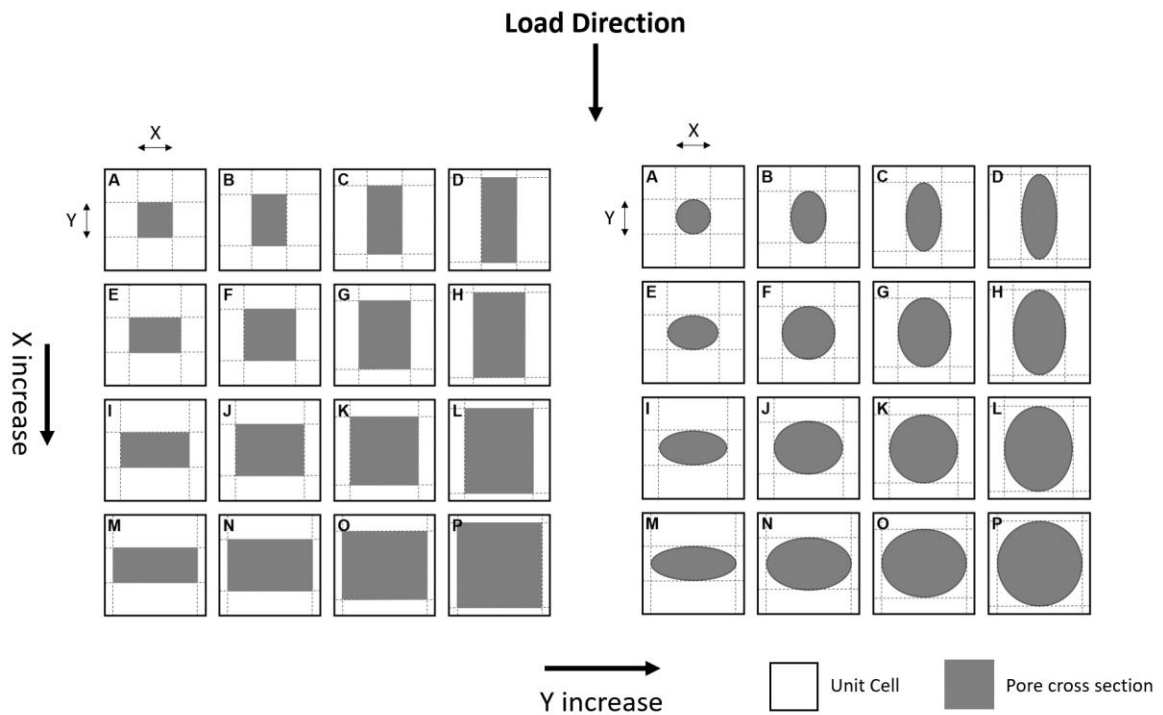 Load Direction
X
X
Y
Y
A B C D
A B C D
E F G H
E F G H
I J K L
I J K L
M N O P
M N O P
X increase
Y increase
Unit Cell
Pore cross section